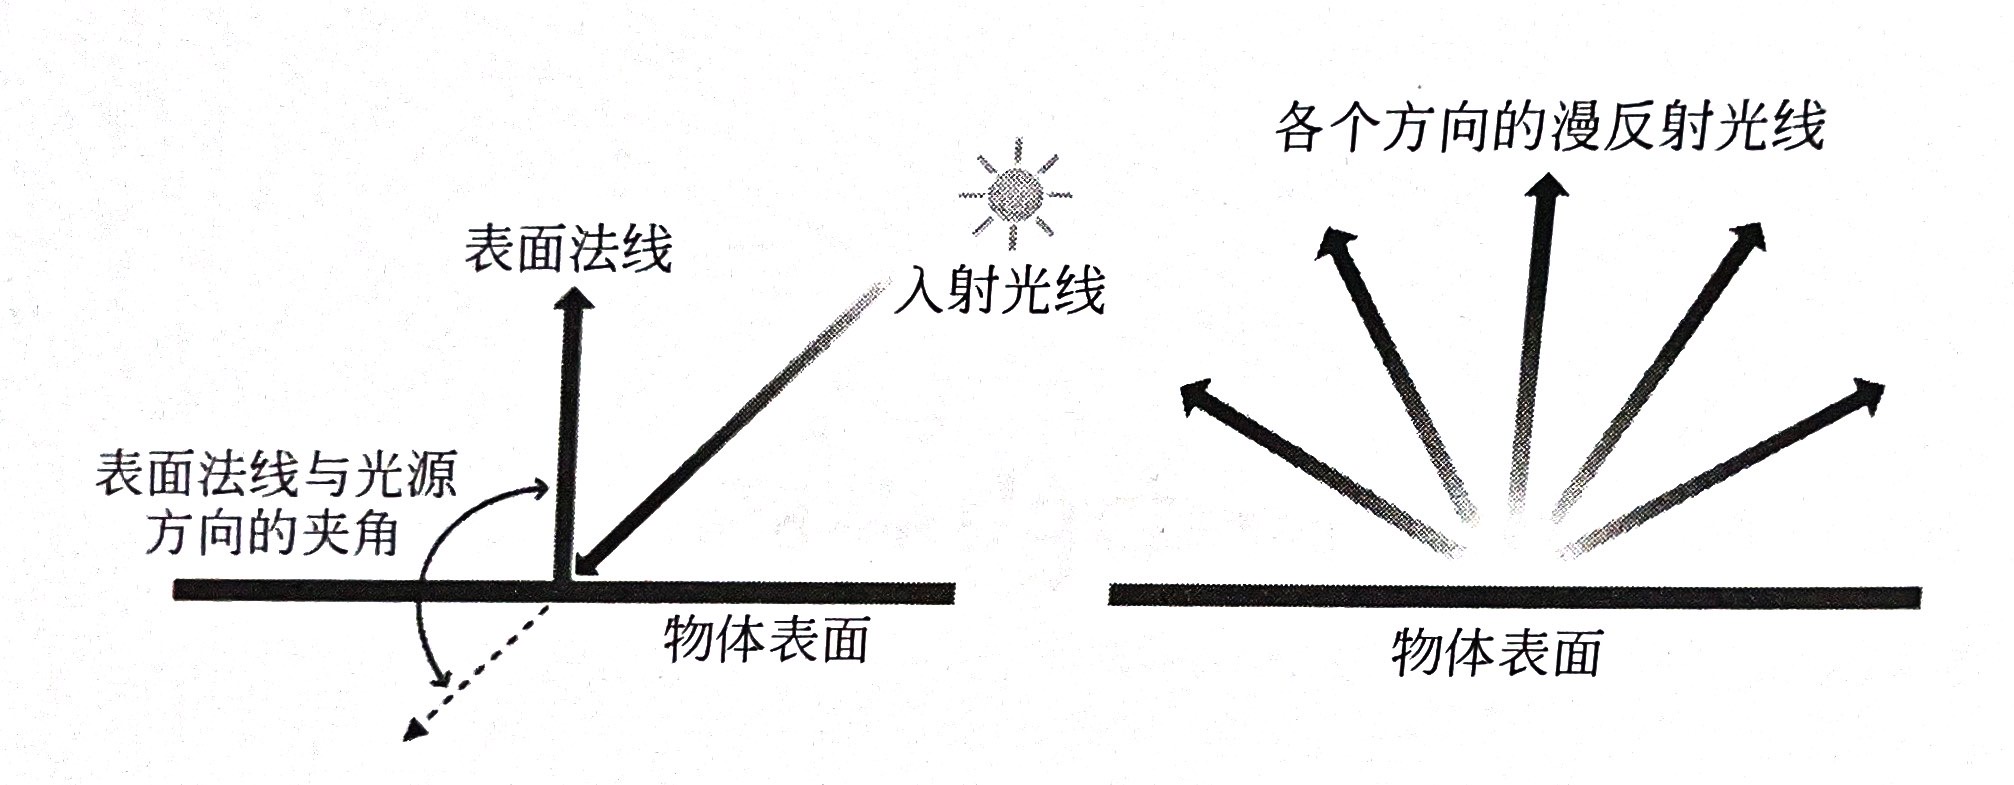 各个方向的漫反射光线
表面法线
入射光线
表面法线与光源
方向的夹角
物体表面
物体表面